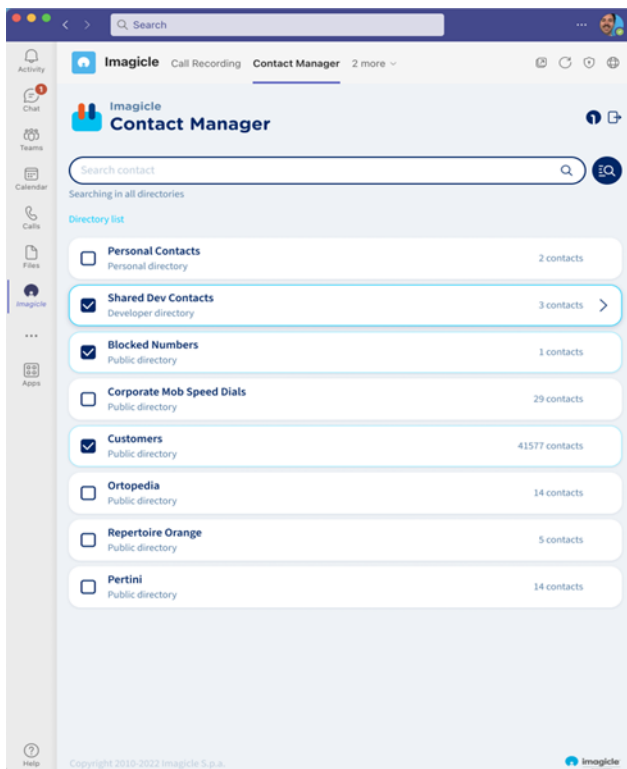 Search
Activity
1
Chat
Teams
Calendar
Calls
Files
Imagicle
Apps
Help
Imagicle Call Recording Contact Manager 2 more
Imagicle
Contact Manager
Search contact
Searching in all directories
Directory list
Personal Contacts
Personal directory
2 contacts
Shared Dev Contacts
Developer directory
3 contacts
Blocked Numbers
Public directory
1 contacts
Corporate Mob Speed Dials
Public directory
29 contacts
Customers
Public directory
41577 contacts
Ortopedia
Public directory
14 contacts
Repertoire Orange
Public directory
5 contacts
Pertini
Public directory
14 contacts
Copyright 2010-2022 Imagicle S.p.a.
imagicle